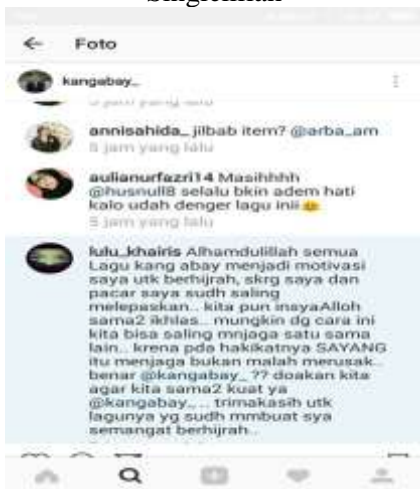 Foto
kangabay_
5 jam yang lalu
annisahida_ jilbab item? @arba_am
5 jam yang lalu
aulianurfazri14 Masihhhh
@husnull8 selalu bkin adem hati
kalo udah denger lagu inii
5 jam yang lalu
lulu_khairis Alhamdulillah semua
Lagu kang abay menjadi motivasi
saya utk berhijrah, skrg saya dan
pacar saya sudh saling
melepaskan.. kita pun insyaAlloh
sama2 ikhlas.. mungkin dg cara ini
kita bisa saling mnjaga satu sama
lain.. krena pda hakikatnya SAYANG
itu menjaga bukan malah merusak..
benar @kangabay_ ?? doakan kita
agar kita sama2 kuat ya
@kangabay_.... trimakasih utk
lagunya yg sudh mmbuat sya
semangat berhijrah..